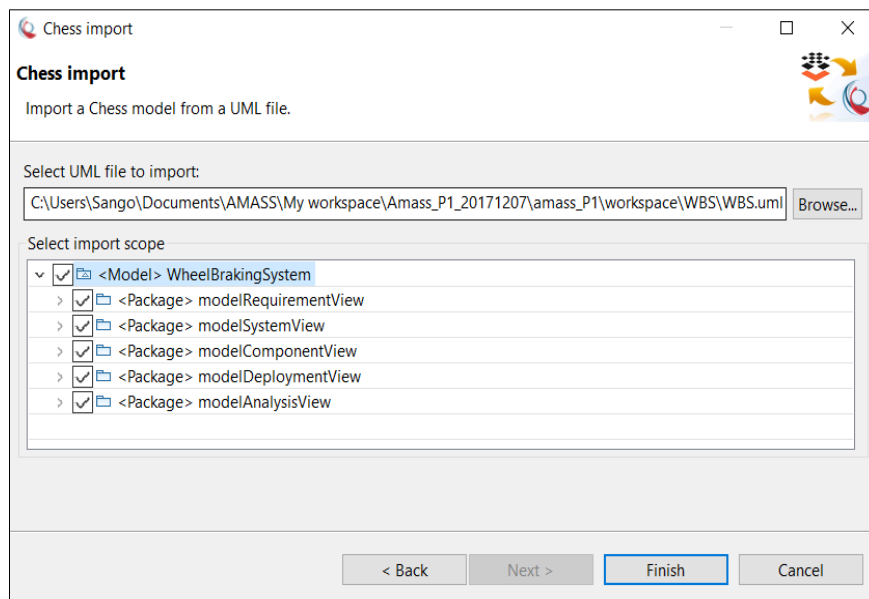 Chess import
Chess import
Import a Chess model from a UML file.
Select UML file to import:
C:\Users\Sango\Documents\AMASS\My workspace\Amass_P1_20171207\amass_P1\workspace\WBS\WBS.uml
Browse...
Select import scope
<Model> WheelBrakingSystem
<Package> modelRequirementView
<Package> modelSystemView
<Package> modelComponentView
<Package> modelDeploymentView
<Package> modelAnalysisView
< Back
Next >
Finish
Cancel